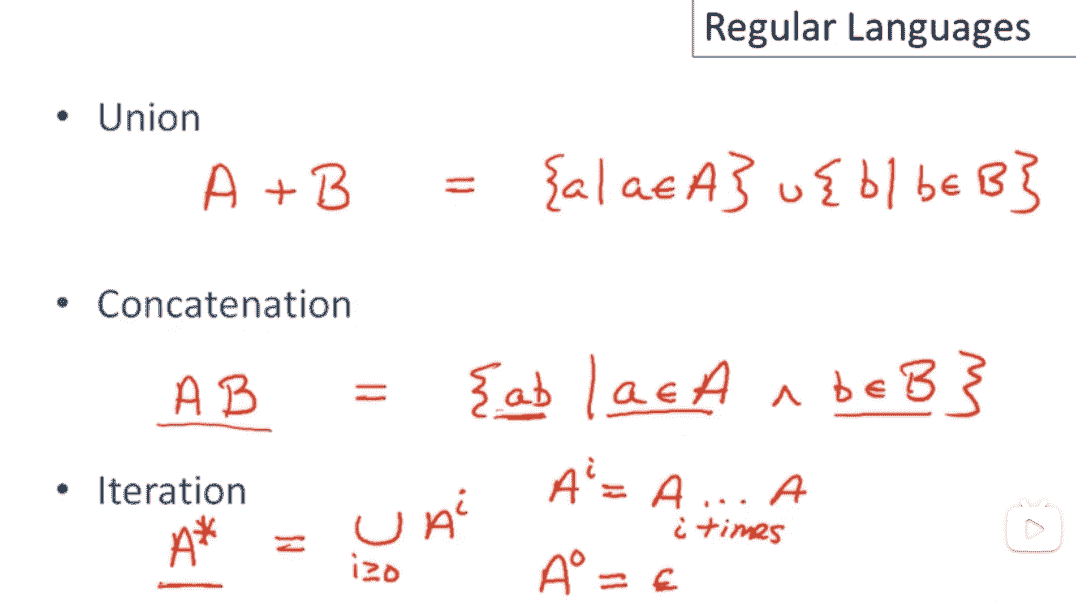 Regular Languages
• Union
A + B = {a | a ∈ A} ∪ { b | b ∈ B }
• Concatenation
AB = { ab | a ∈ A ∧ b ∈ B }
• Iteration
A* = ∪ Aⁱ
i≥0
Aⁱ = A ... A
i times
A⁰ = ε